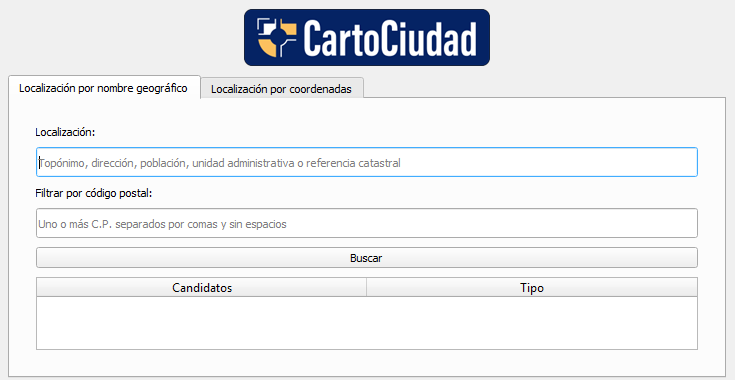 CartoCiudad
Localización por nombre geográfico
Localización por coordenadas
Localización:
Topónimo, dirección, población, unidad administrativa o referencia catastral
Filtrar por código postal:
Uno o más C.P. separados por comas y sin espacios
Buscar
Candidatos Tipo